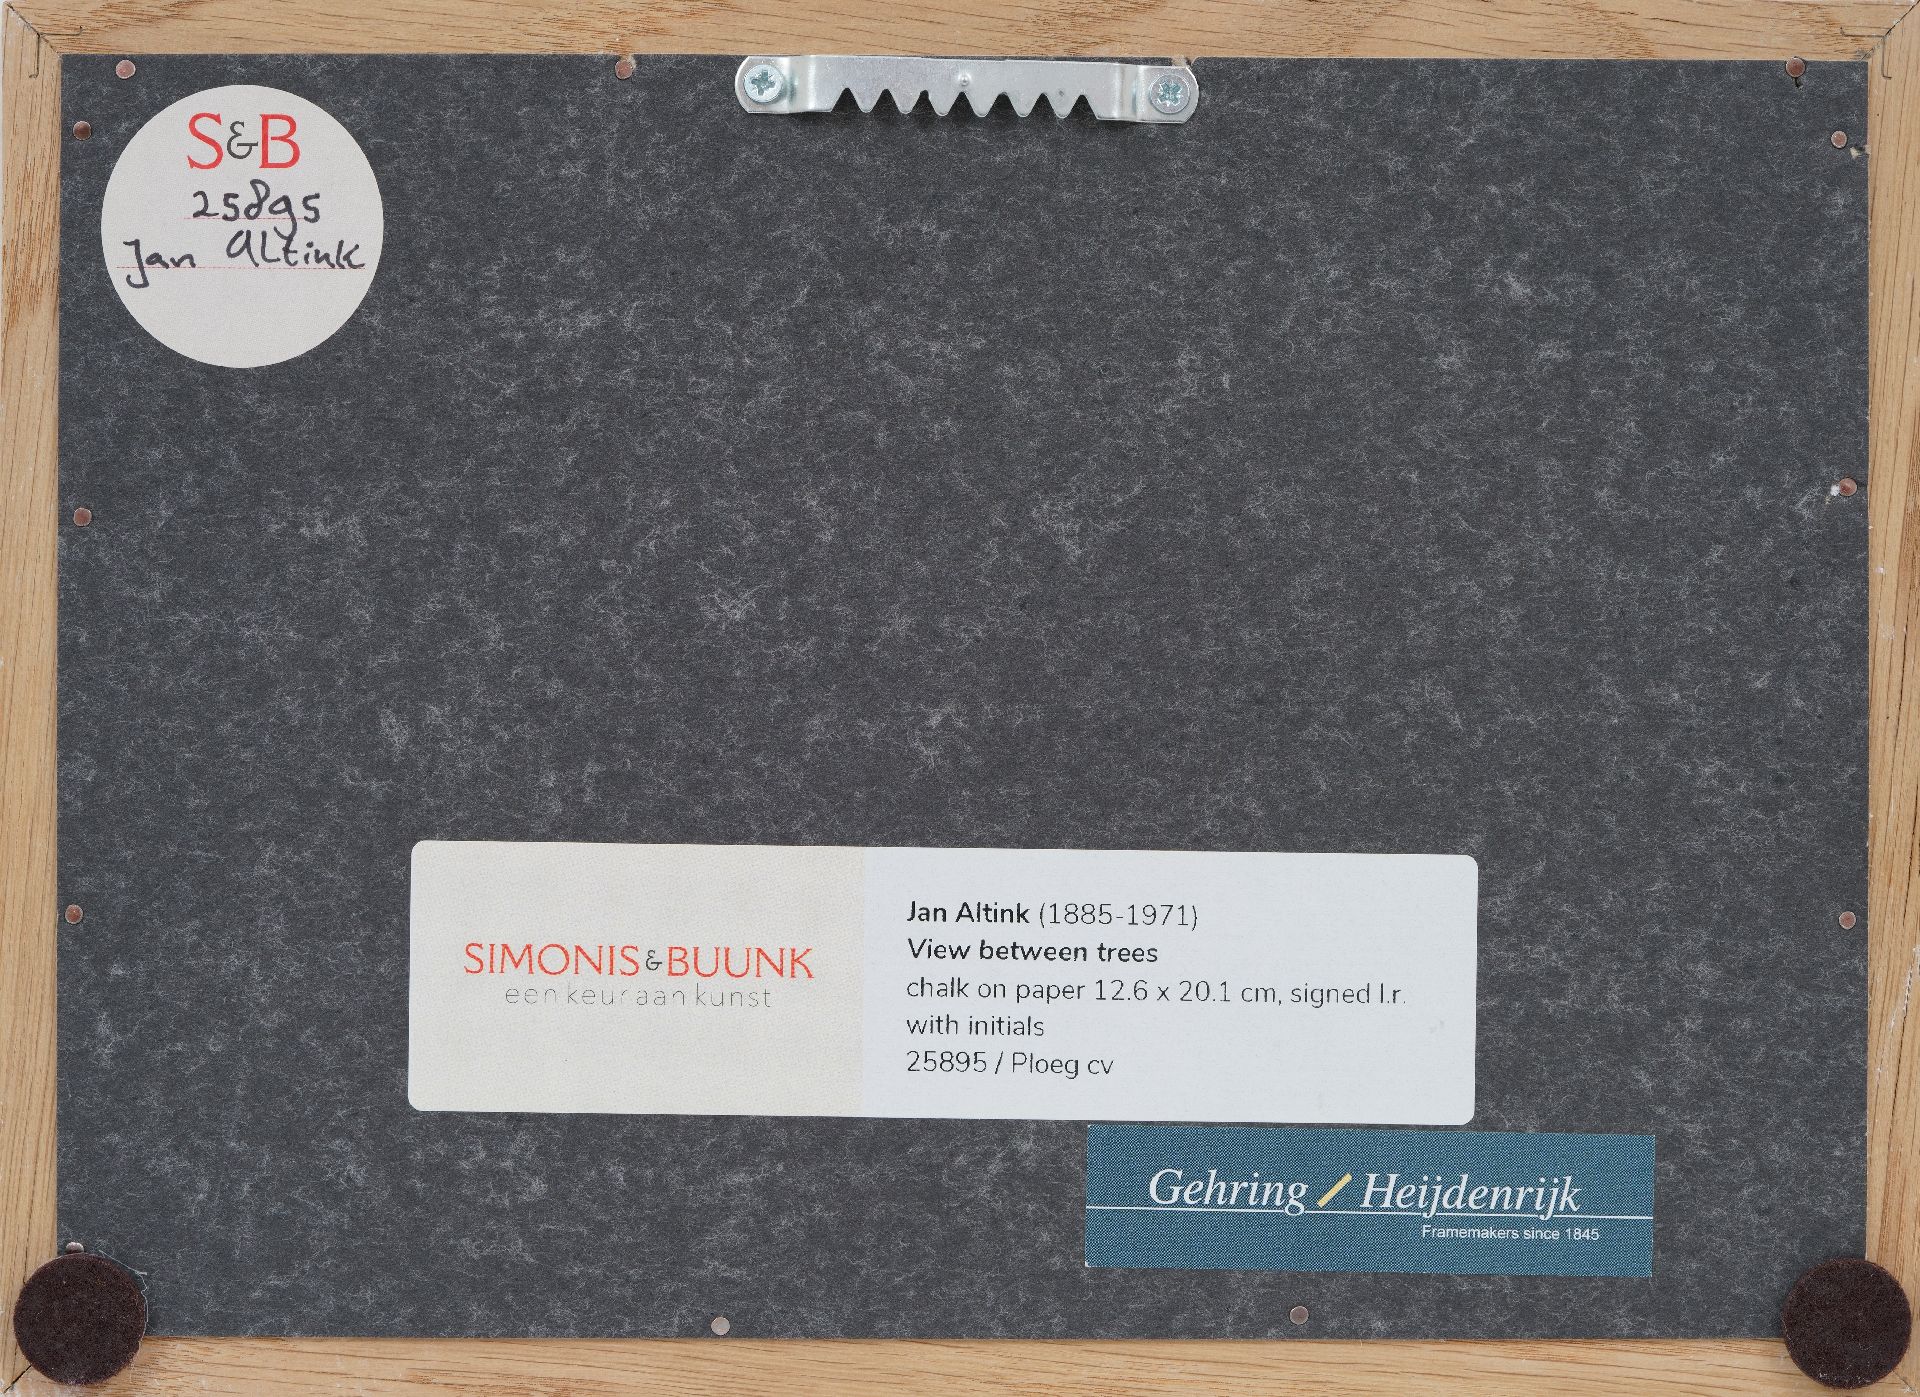 S&B
25895
Jan Altink
SIMONIS & BUUNK
een keur aan kunst
Jan Altink (1885-1971)
View between trees
chalk on paper 12.6 x 20.1 cm, signed l.r.
with initials
25895 / Ploeg cv
Gehring / Heijdenrijk
Framemakers since 1845